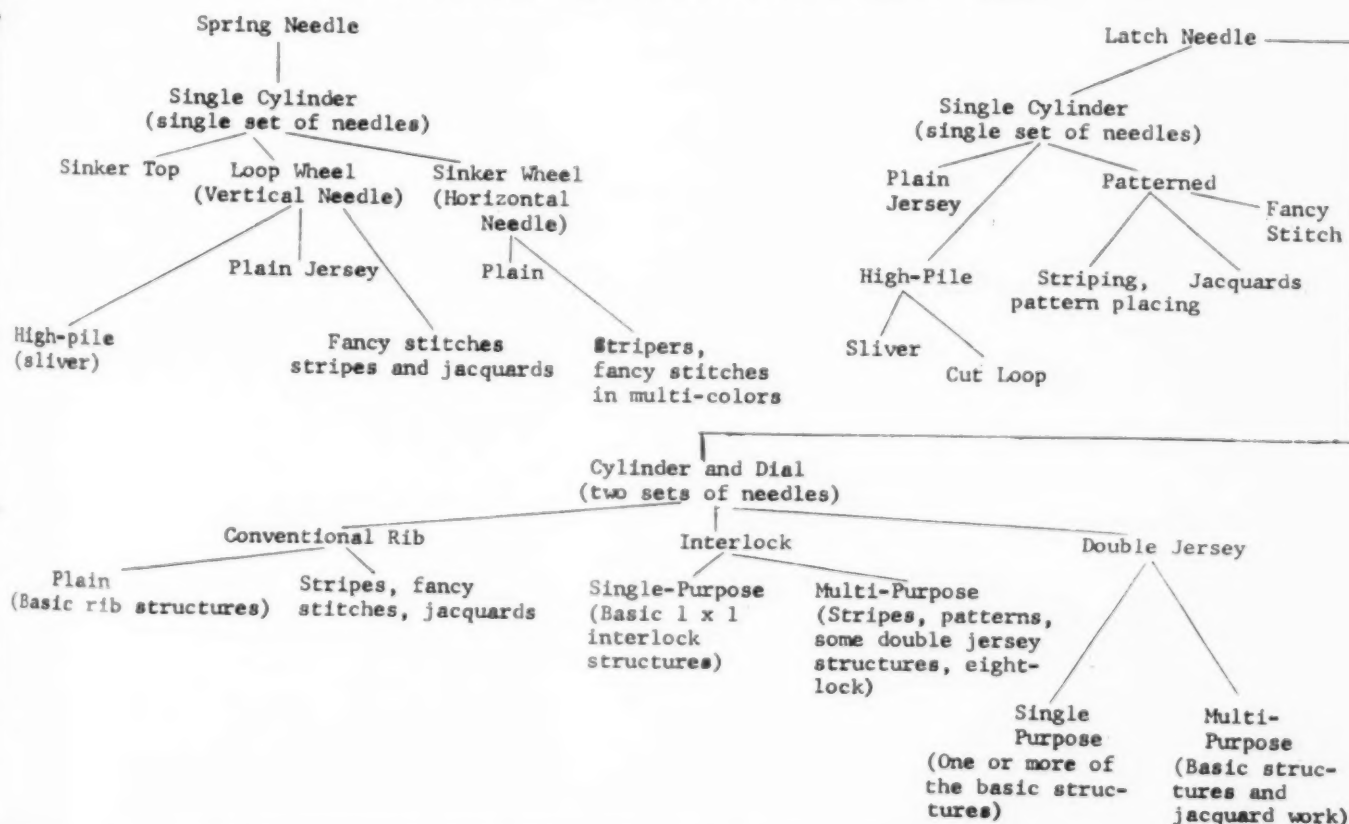 Spring Needle
Single Cylinder
(single set of needles)
Sinker Top
Loop Wheel
(Vertical Needle)
Sinker Wheel
(Horizontal
Needle)
Plain Jersey
Plain
High-pile
(sliver)
Fancy stitches
stripes and jacquards
Stripers,
fancy stitches
in multi-colors
Latch Needle
Single Cylinder
(single set of needles)
Plain
Jersey
Patterned
Fancy
Stitch
High-Pile
Striping,
pattern placing
Jacquards
Sliver
Cut Loop
Cylinder and Dial
(two sets of needles)
Conventional Rib
Interlock
Double Jersey
Plain
(Basic rib structures)
Stripes, fancy
stitches, jacquards
Single-Purpose
(Basic 1 x 1
interlock
structures)
Multi-Purpose
(Stripes, patterns,
some double jersey
structures, eight-
lock)
Single
Purpose
(One or more of
the basic struc-
tures)
Multi-
Purpose
(Basic struc-
tures and
jacquard work)